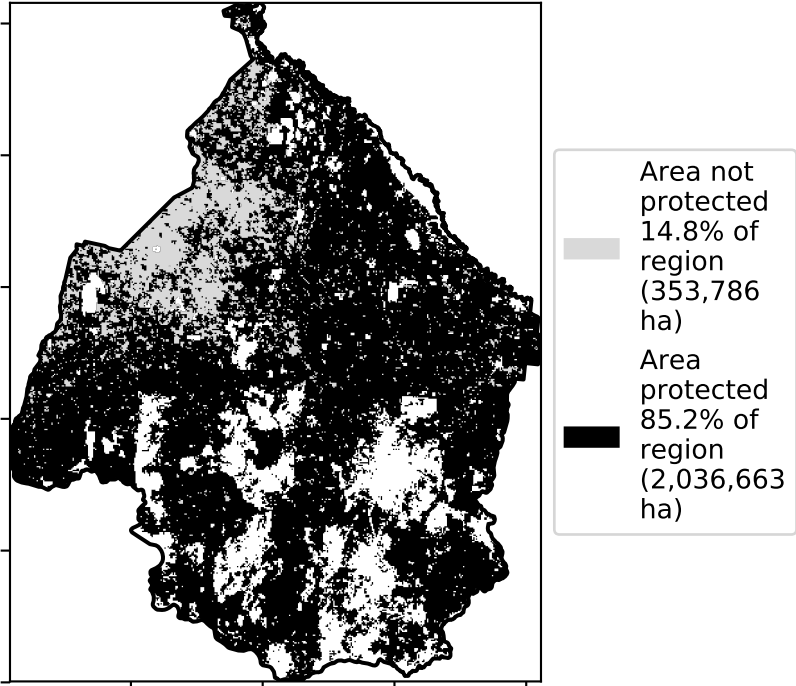 Area not
protected
14.8% of
region
(353,786
ha)
Area
protected
85.2% of
region
(2,036,663
ha)